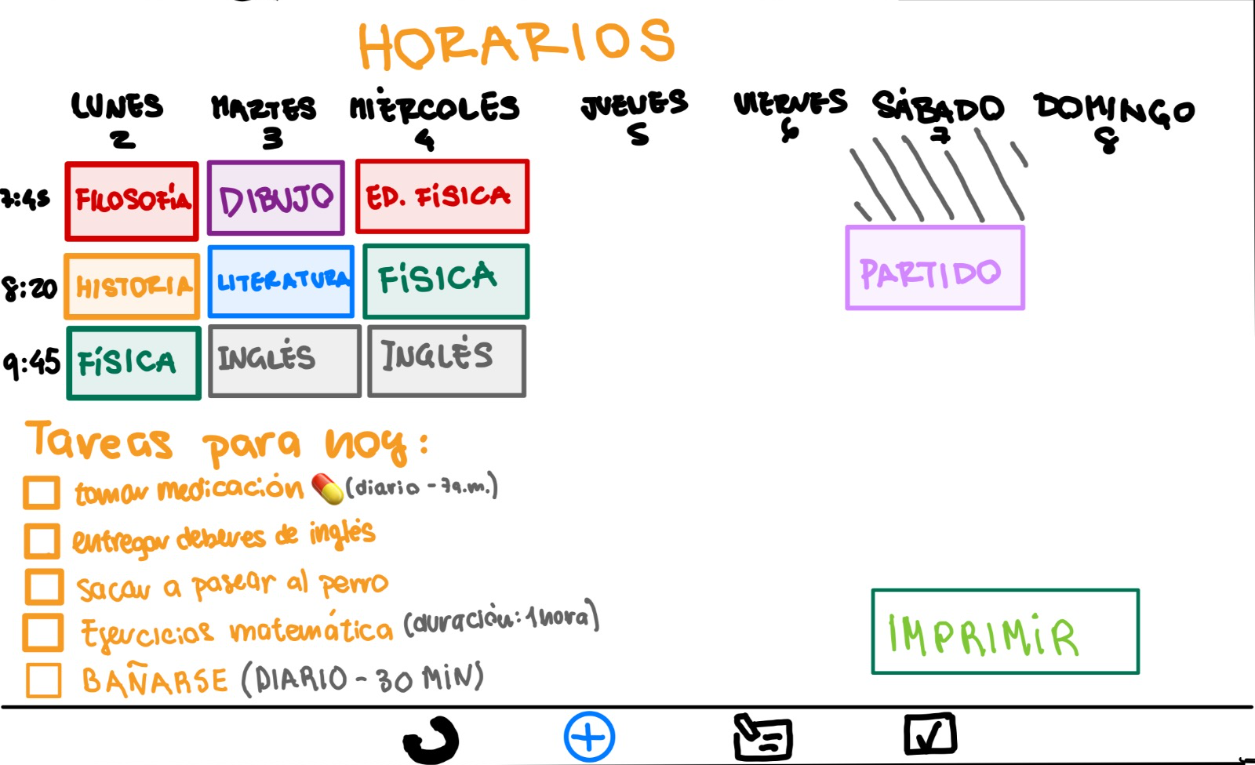 HORARIOS
LUNES MARTES MIÉRCOLES JUEVES VIERNES SÁBADO DOMINGO
2 3 4 5 6 7 8
7:45 FILOSOFÍA DIBUJO ED. FÍSICA
8:20 HISTORIA LITERATURA FÍSICA PARTIDO
9:45 FÍSICA INGLÉS INGLÉS
Tareas para hoy:
tomar medicación (diario - 7a.m.)
entregar deberes de inglés
sacar a pasear al perro
Ejercicios matemática (duración: 1 hora)
BAÑARSE (DIARIO - 30 MIN)
IMPRIMIR